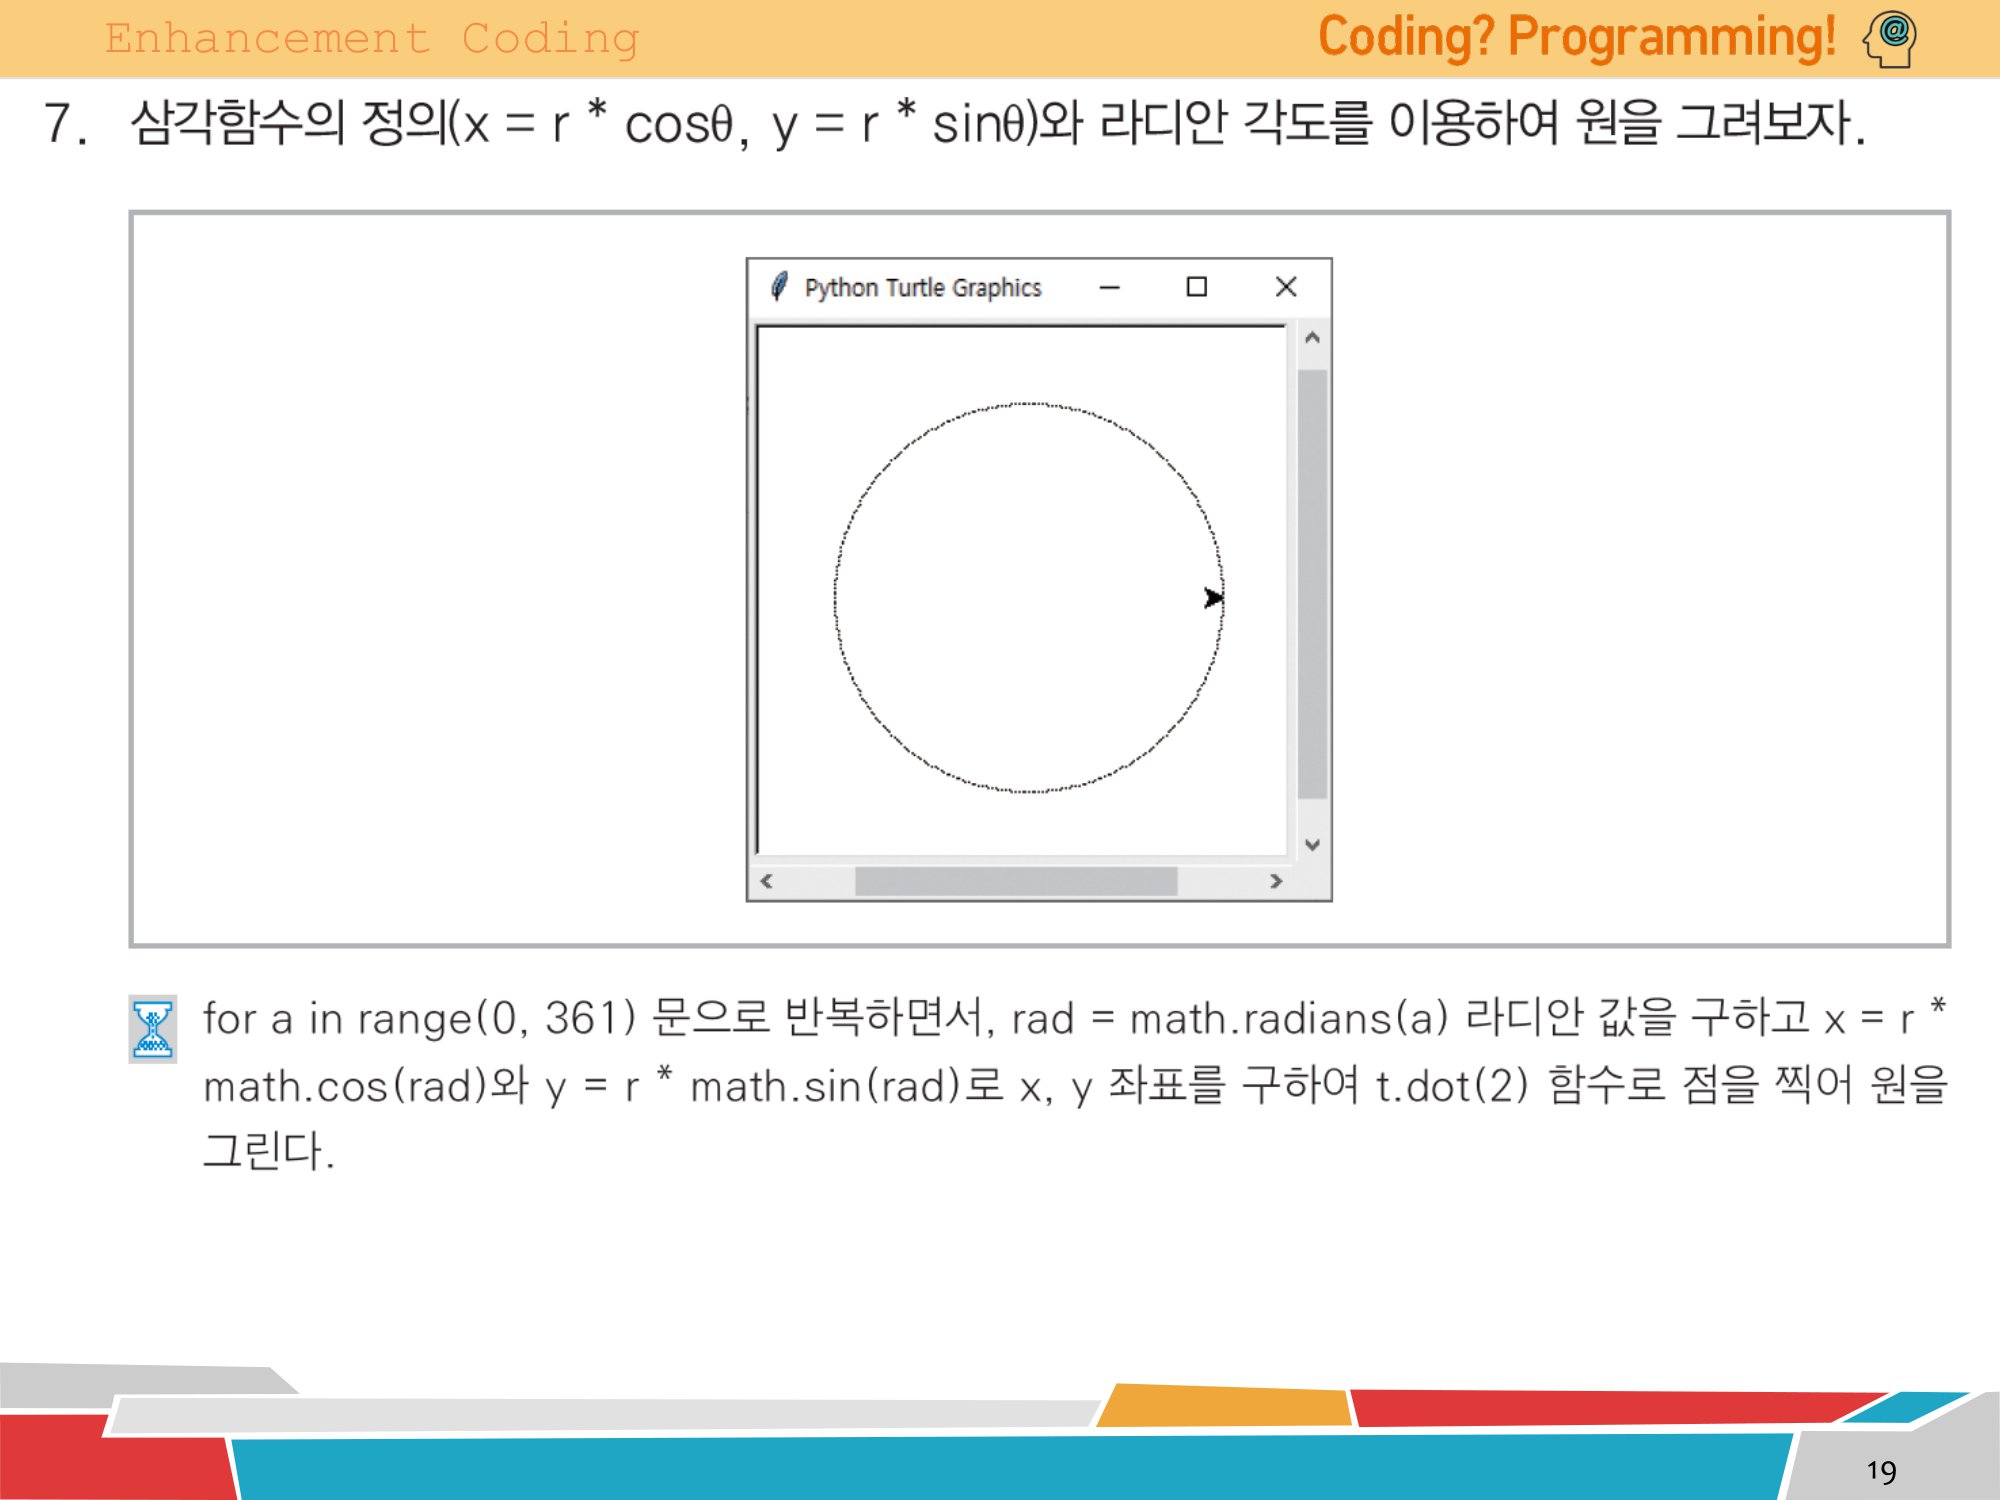 Enhancement Coding
Coding? Programming!
7. 삼각함수의 정의(x = r * cosθ, y = r * sinθ)와 라디안 각도를 이용하여 원을 그려보자.
Python Turtle Graphics
for a in range(0, 361) 문으로 반복하면서, rad = math.radians(a) 라디안 값을 구하고 x = r *
math.cos(rad)와 y = r * math.sin(rad)로 x, y 좌표를 구하여 t.dot(2) 함수로 점을 찍어 원을
그린다.
19